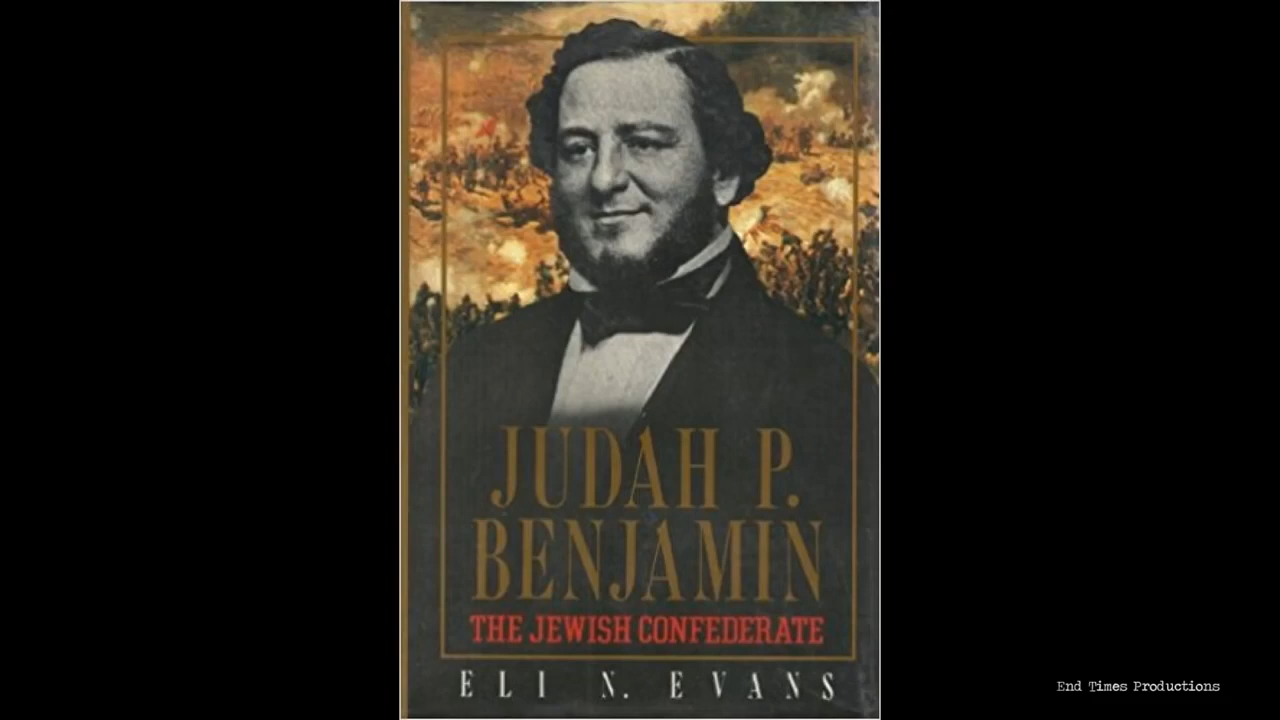 JUDAH P.
BENJAMIN
THE JEWISH CONFEDERATE
ELI N. EVANS
End Times Productions